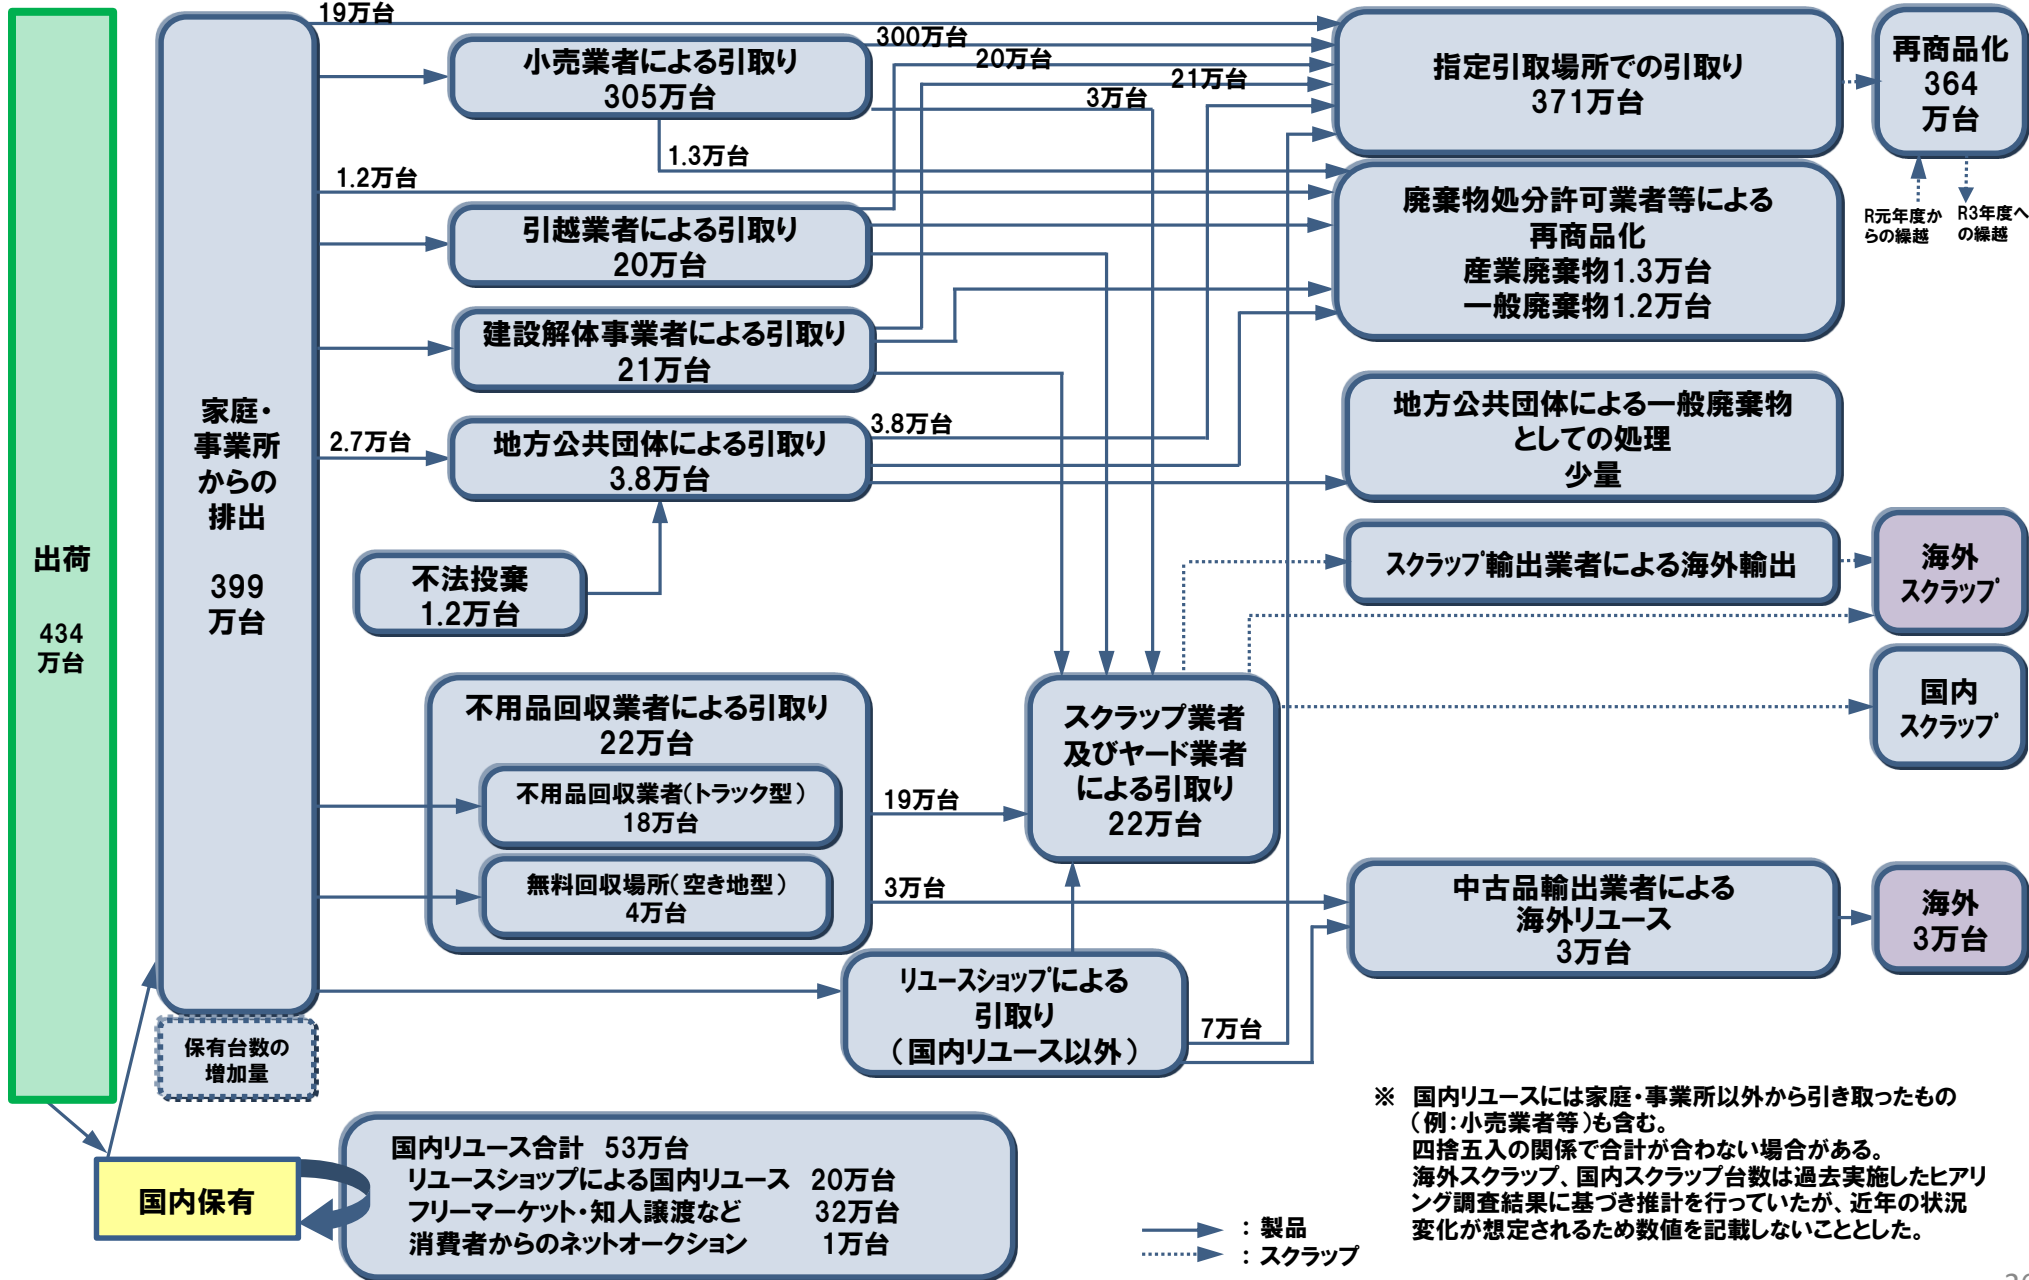 出荷
434
万台
家庭・
事業所
からの
排出
399
万台
保有台数の
増加量
国内保有
19万台
小売業者による引取り
305万台
300万台
20万台
21万台
3万台
1.3万台
1.2万台
引越業者による引取り
20万台
建設解体事業者による引取り
21万台
2.7万台
地方公共団体による引取り
3.8万台
3.8万台
不法投棄
1.2万台
不用品回収業者による引取り
22万台
不用品回収業者(トラック型)
18万台
無料回収場所(空き地型)
4万台
19万台
3万台
リユースショップによる
引取り
(国内リユース以外)
7万台
スクラップ業者
及びヤード業者
による引取り
22万台
指定引取場所での引取り
371万台
再商品化
364
万台
R元年度か
らの繰越
R3年度へ
の繰越
廃棄物処分許可業者等による
再商品化
産業廃棄物1.3万台
一般廃棄物1.2万台
地方公共団体による一般廃棄物
としての処理
少量
スクラップ輸出業者による海外輸出
海外
スクラップ
国内
スクラップ
中古品輸出業者による
海外リユース
3万台
海外
3万台
国内リユース合計 53万台
リユースショップによる国内リユース 20万台
フリーマーケット・知人譲渡など 32万台
消費者からのネットオークション 1万台
：製品
：スクラップ
※ 国内リユースには家庭・事業所以外から引き取ったもの
(例:小売業者等)も含む。
四捨五入の関係で合計が合わない場合がある。
海外スクラップ、国内スクラップ台数は過去実施したヒアリ
ング調査結果に基づき推計を行っていたが、近年の状況
変化が想定されるため数値を記載しないこととした。